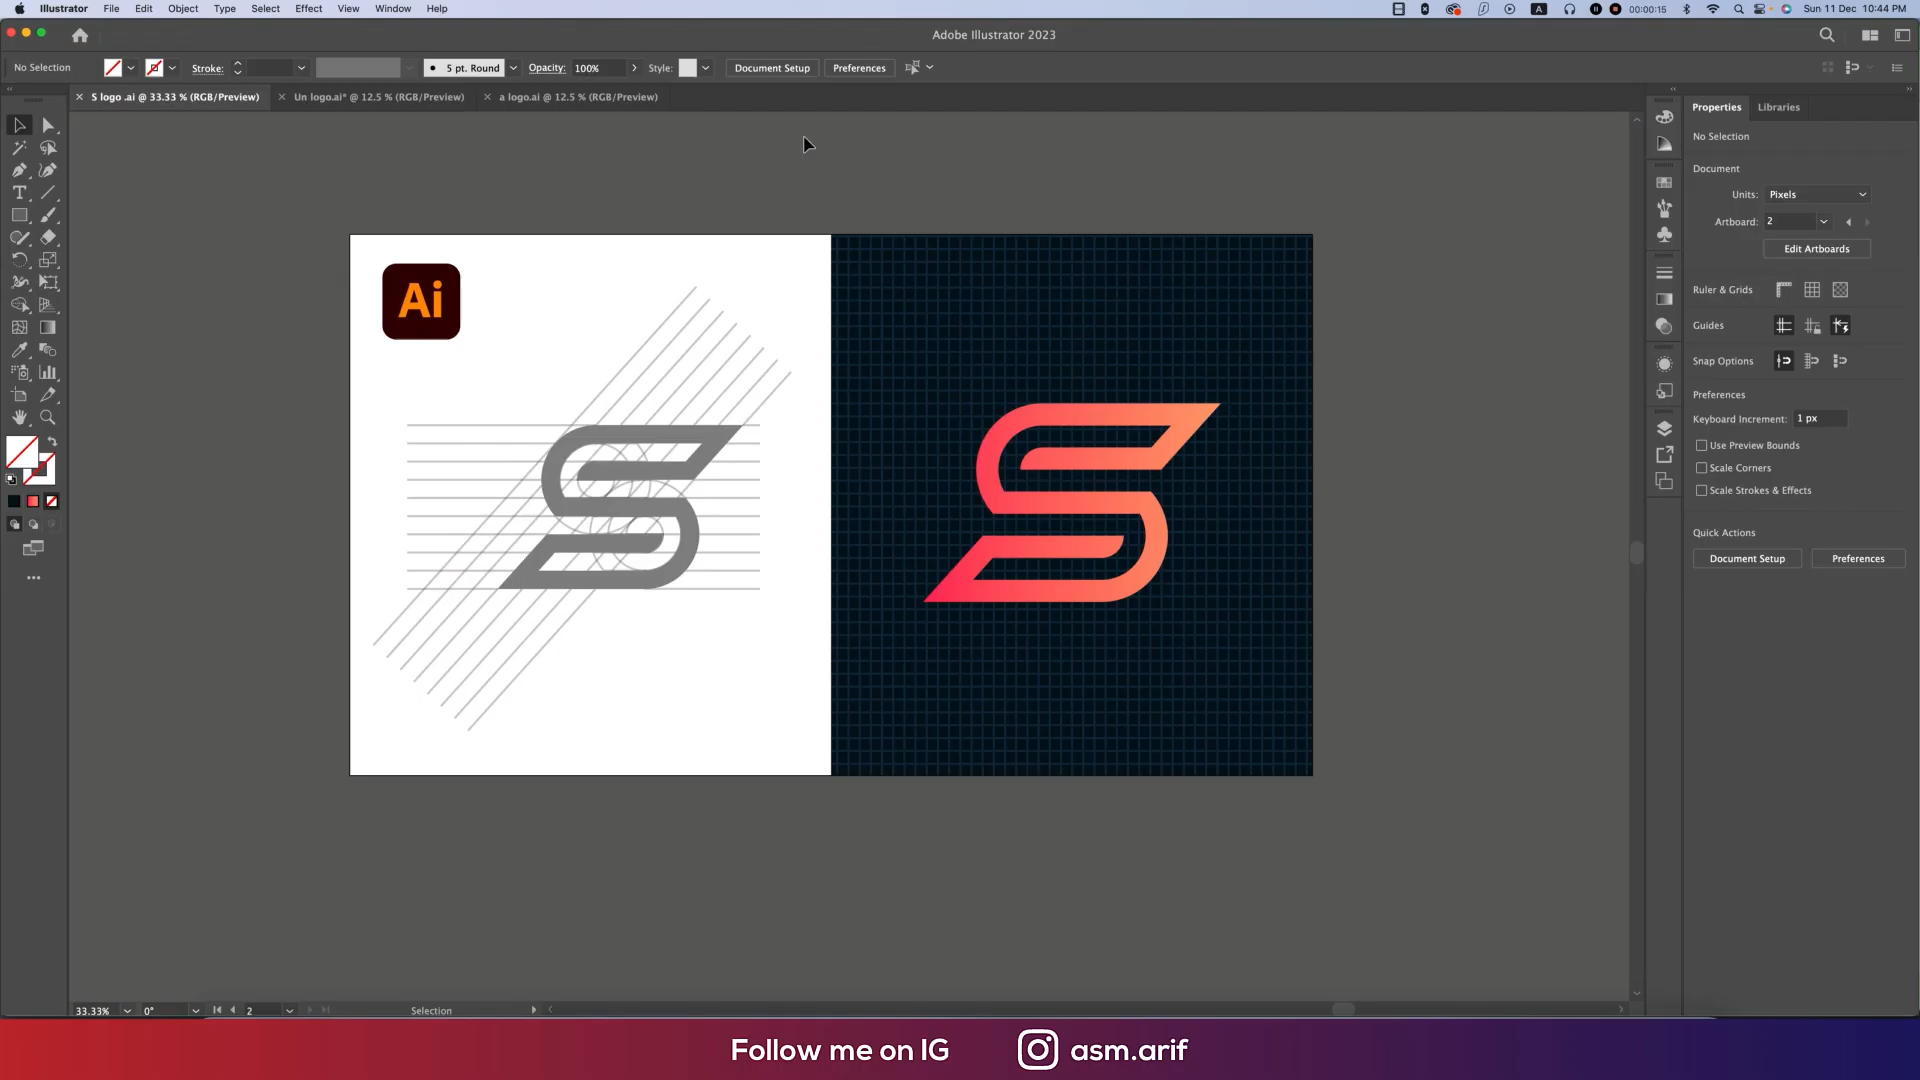 Illustrator File Edit Object Type Select Effect View Window Help
A 00:00:15 Sun 11 Dec 10:44 PM
Adobe Illustrator 2023
No Selection Stroke: 5 pt. Round Opacity: 100% Style: Document Setup Preferences
S logo .ai @ 33.33 % (RGB/Preview) Un logo.ai* @ 12.5 % (RGB/Preview) a logo.ai @ 12.5 % (RGB/Preview)
Properties Libraries
No Selection
Document
Units: Pixels
Artboard: 2
Edit Artboards
Ruler & Grids
Guides
Snap Options
Preferences
Keyboard Increment: 1 px
Use Preview Bounds
Scale Corners
Scale Strokes & Effects
Quick Actions
Document Setup Preferences
Ai
S
S
33.33% 0° 2 Selection
Follow me on IG asm.arif